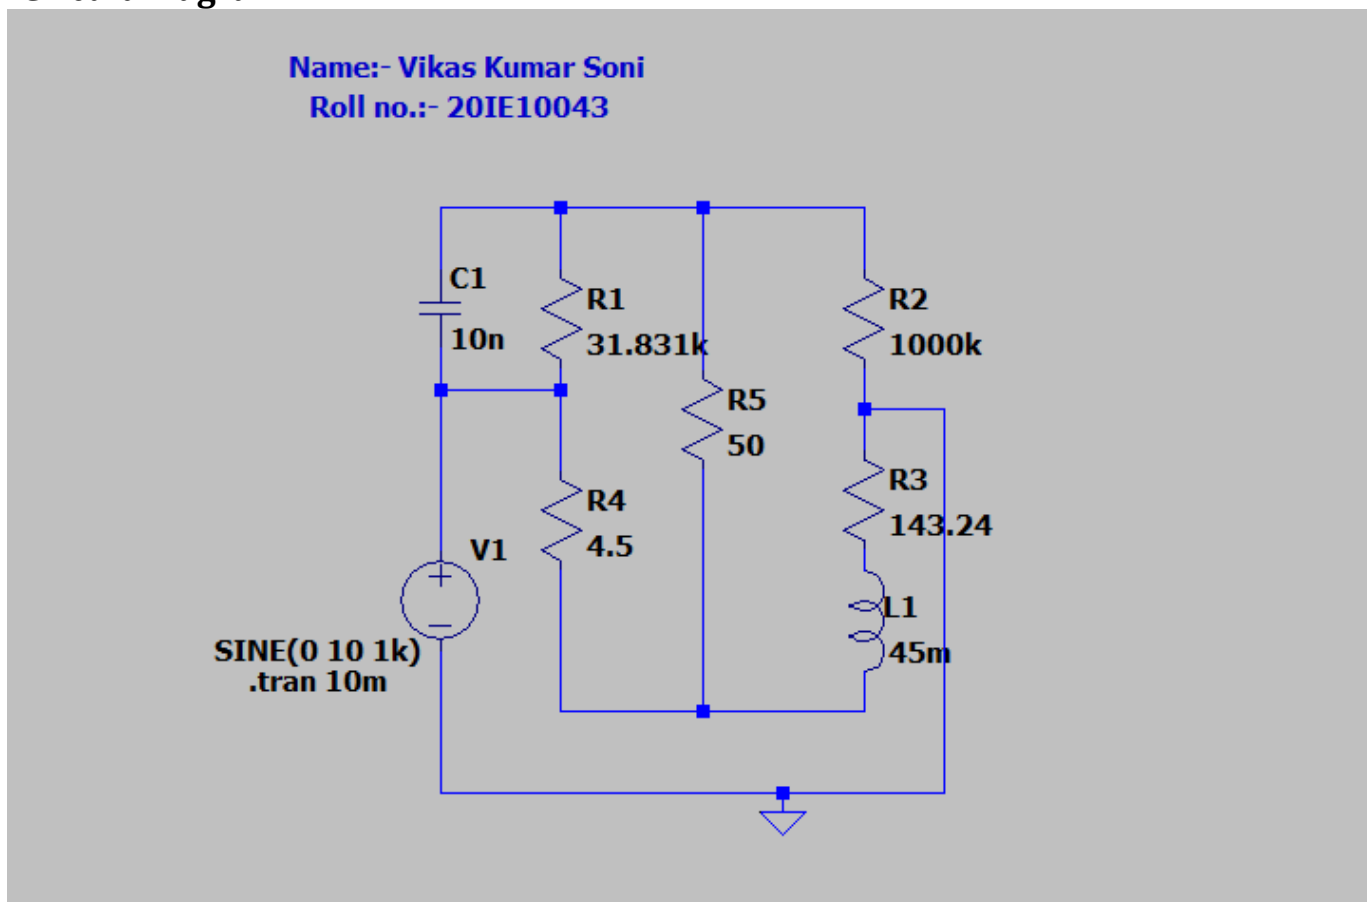 Name:- Vikas Kumar Soni
Roll no.:- 20IE10043
C1
10n
R1
31.831k
R2
1000k
R5
50
R3
143.24
R4
4.5
V1
L1
45m
SINE(0 10 1k)
.tran 10m